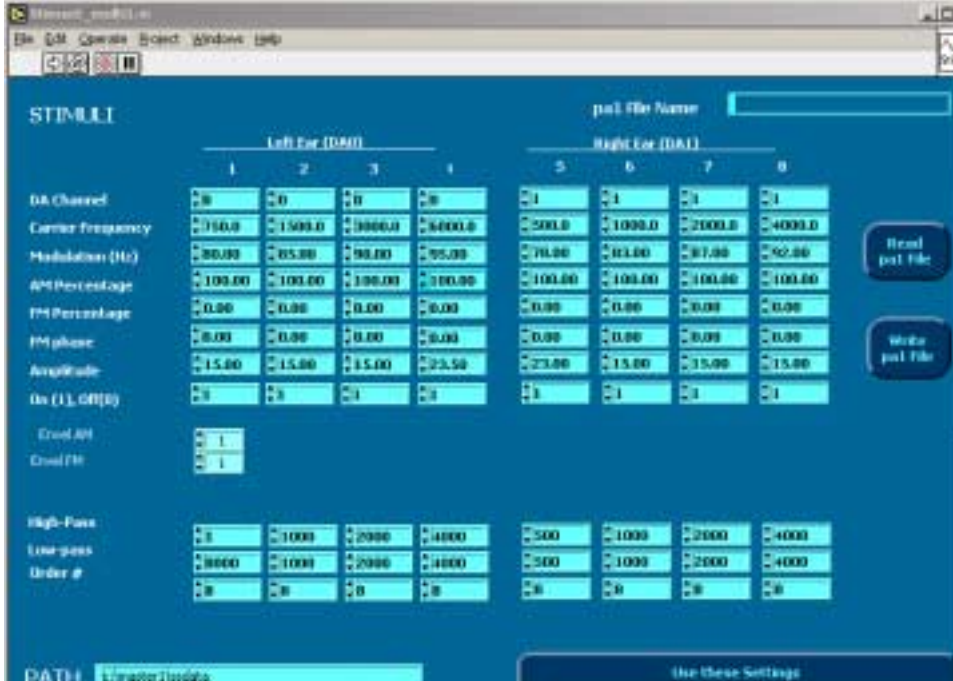 File Edit Operate Project Windows Help
STIMULI
pa1 File Name
Left Ear (DA0)
Right Ear (DA1)
1 2 3 4 5 6 7 8
DA Channel 0 0 0 0 1 1 1 1
Carrier Frequency 750.0 1500.0 3000.0 6000.0 500.0 1000.0 2000.0 4000.0
Modulation (Hz) 80.00 85.00 90.00 95.00 78.00 83.00 87.00 92.00
Read
pa1 File
AM Percentage 100.00 100.00 100.00 100.00 100.00 100.00 100.00 100.00
FM Percentage 0.00 0.00 0.00 0.00 0.00 0.00 0.00 0.00
FM phase 0.00 0.00 0.00 0.00 0.00 0.00 0.00 0.00
Write
pa1 File
Amplitude 15.00 15.00 15.00 23.50 23.00 15.00 15.00 15.00
On (1), Off(0) 1 1 1 1 1 1 1 1
Envel AM 1
Envel FM 1
High-Pass 1 1000 2000 4000 500 1000 2000 4000
Low-pass 8000 1000 2000 4000 500 1000 2000 4000
Order # 8 8 8 8 8 8 8 8
PATH
Use these Settings